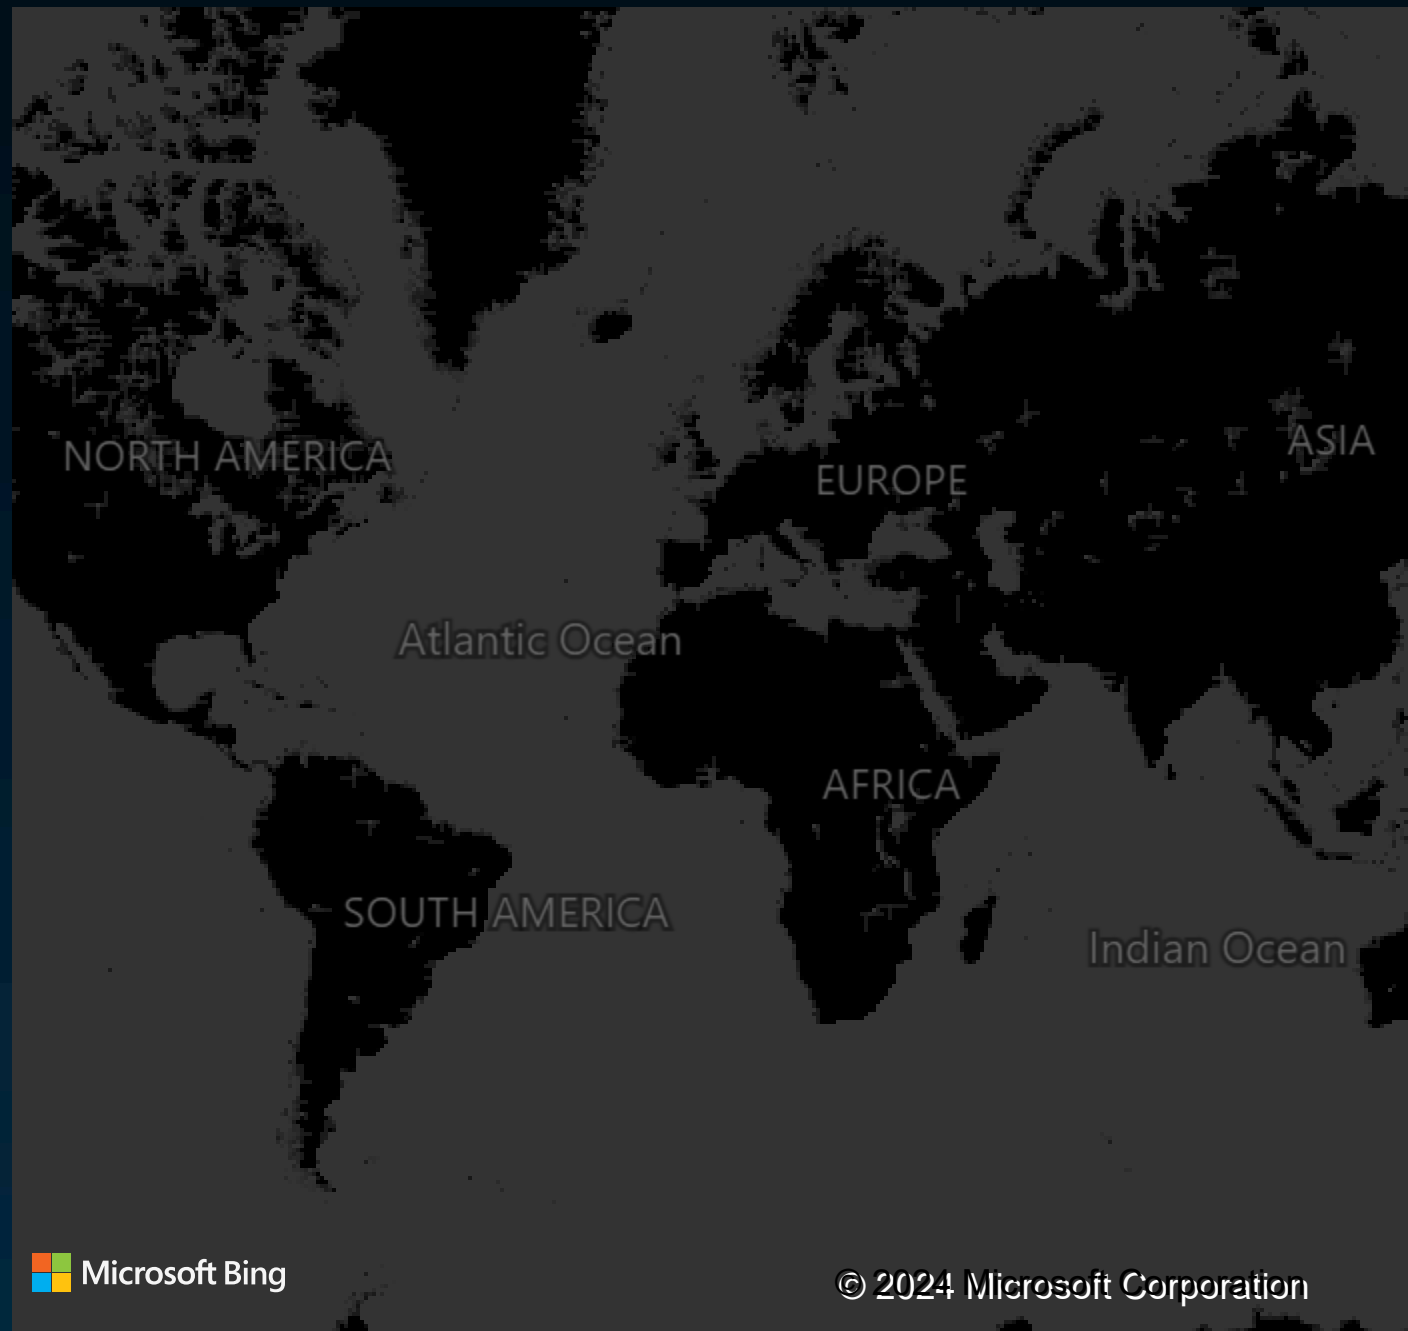 NORTH AMERICA
ASIA
EUROPE
Atlantic Ocean
AFRICA
SOUTH AMERICA
Indian Ocean
Microsoft Bing
© 2024 Microsoft Corporation